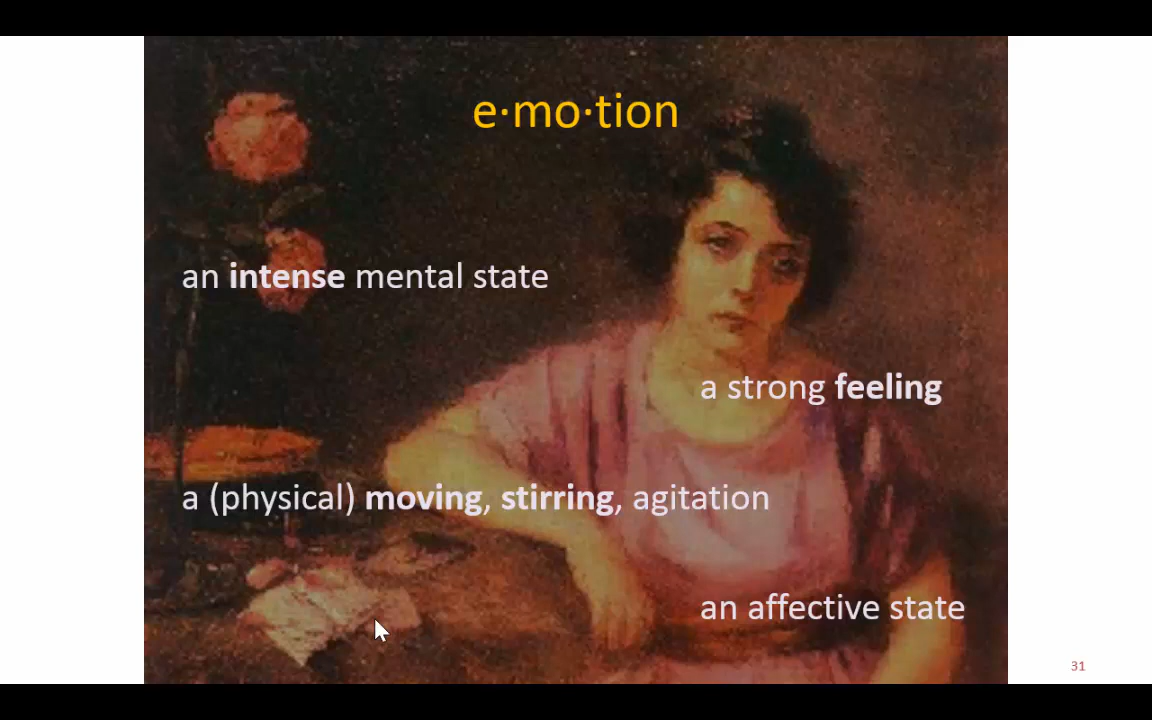 e·mo·tion
an intense mental state
a strong feeling
a (physical) moving, stirring, agitation
an affective state
31